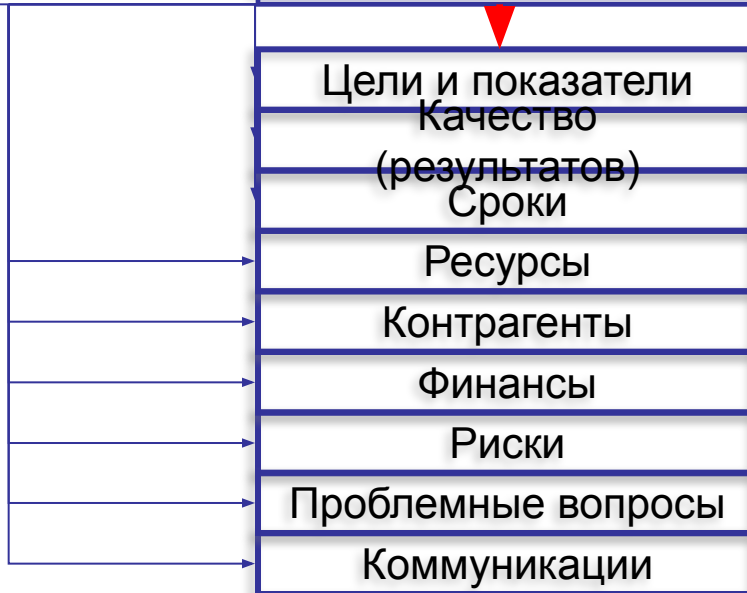 Цели и показатели
Качество
(результатов)
Сроки
Ресурсы
Контрагенты
Финансы
Риски
Проблемные вопросы
Коммуникации